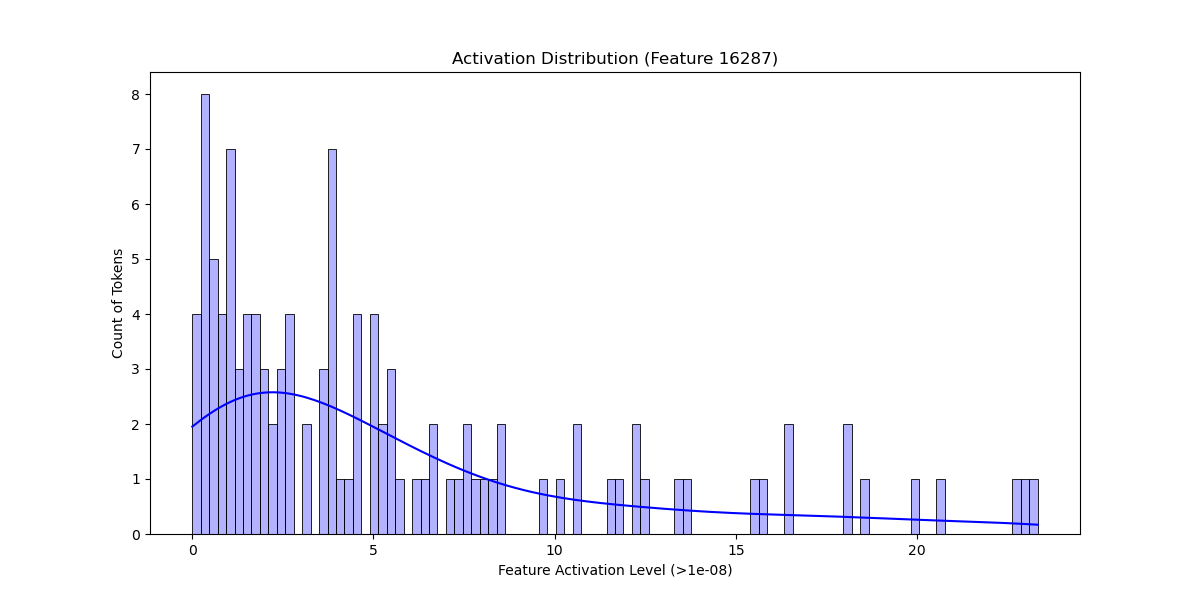 Activation Distribution (Feature 16287)
8
7
6
5
4
3
2
1
0
Count of Tokens
0 5 10 15 20
Feature Activation Level (>1e-08)